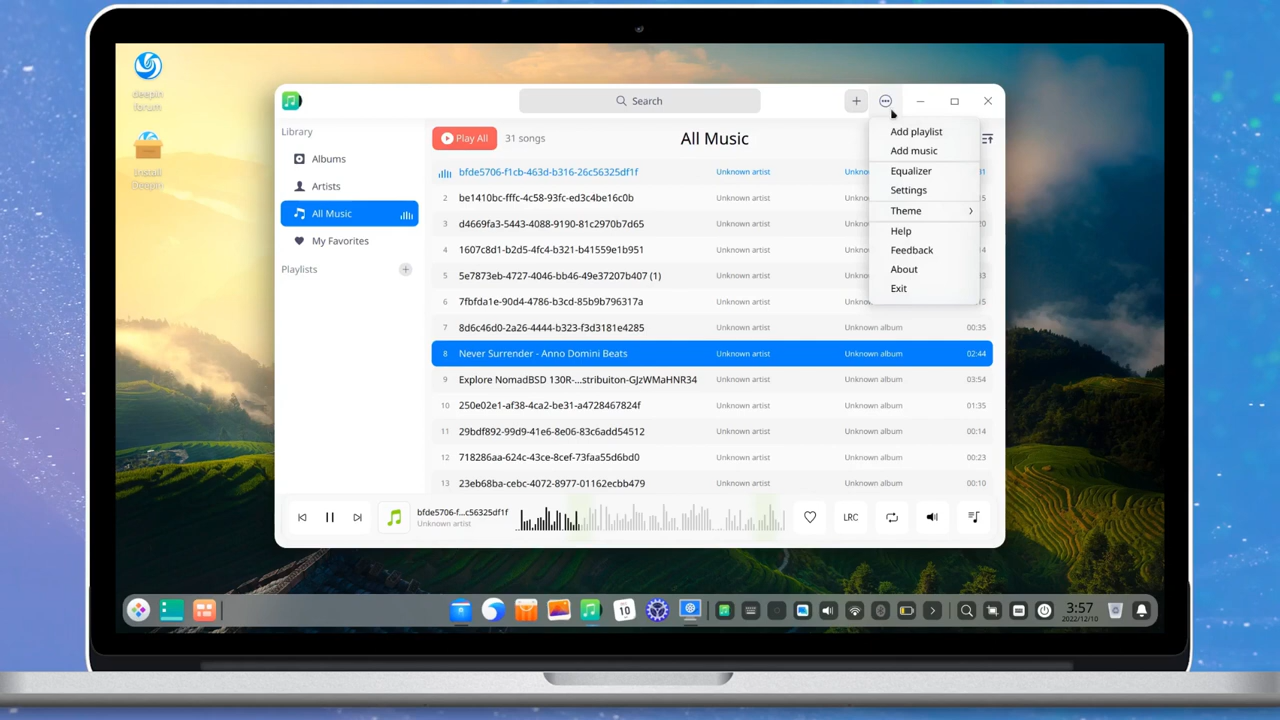 deepin
forum
Install
Deepin
Search
Library
Albums
Artists
All Music
My Favorites
Playlists
Play All
31 songs
All Music
Add playlist
Add music
Equalizer
Settings
Theme
Help
Feedback
About
Exit
bfde5706-f1cb-463d-b316-26c56325df1f Unknown artist
2 be1410bc-fffc-4c58-93fc-ed3c4be16c0b Unknown artist
3 d4669fa3-5443-4088-9190-81c2970b7d65 Unknown artist
4 1607c8d1-b2d5-4fc4-b321-b41559e1b951 Unknown artist
5 5e7873eb-4727-4046-bb46-49e37207b407 (1) Unknown artist
6 7fbfda1e-90d4-4786-b3cd-85b9b796317a Unknown artist
7 8d6c46d0-2a26-4444-b323-f3d3181e4285 Unknown artist Unknown album 00:35
8 Never Surrender - Anno Domini Beats Unknown artist Unknown album 02:44
9 Explore NomadBSD 130R-...stribuiton-GJzWMaHNR34 Unknown artist Unknown album 03:54
10 250e02e1-af38-4ca2-be31-a4728467824f Unknown artist Unknown album 01:35
11 29bdf892-99d9-41e6-8e06-83c6add54512 Unknown artist Unknown album 00:14
12 718286aa-624c-43ce-8cef-73faa55d6bd0 Unknown artist Unknown album 00:23
13 23eb68ba-cebc-4072-8977-01162ecbb479 Unknown artist Unknown album 00:10
bfde5706-f...c56325df1f
Unknown artist
LRC
10
3:57
2022/12/10